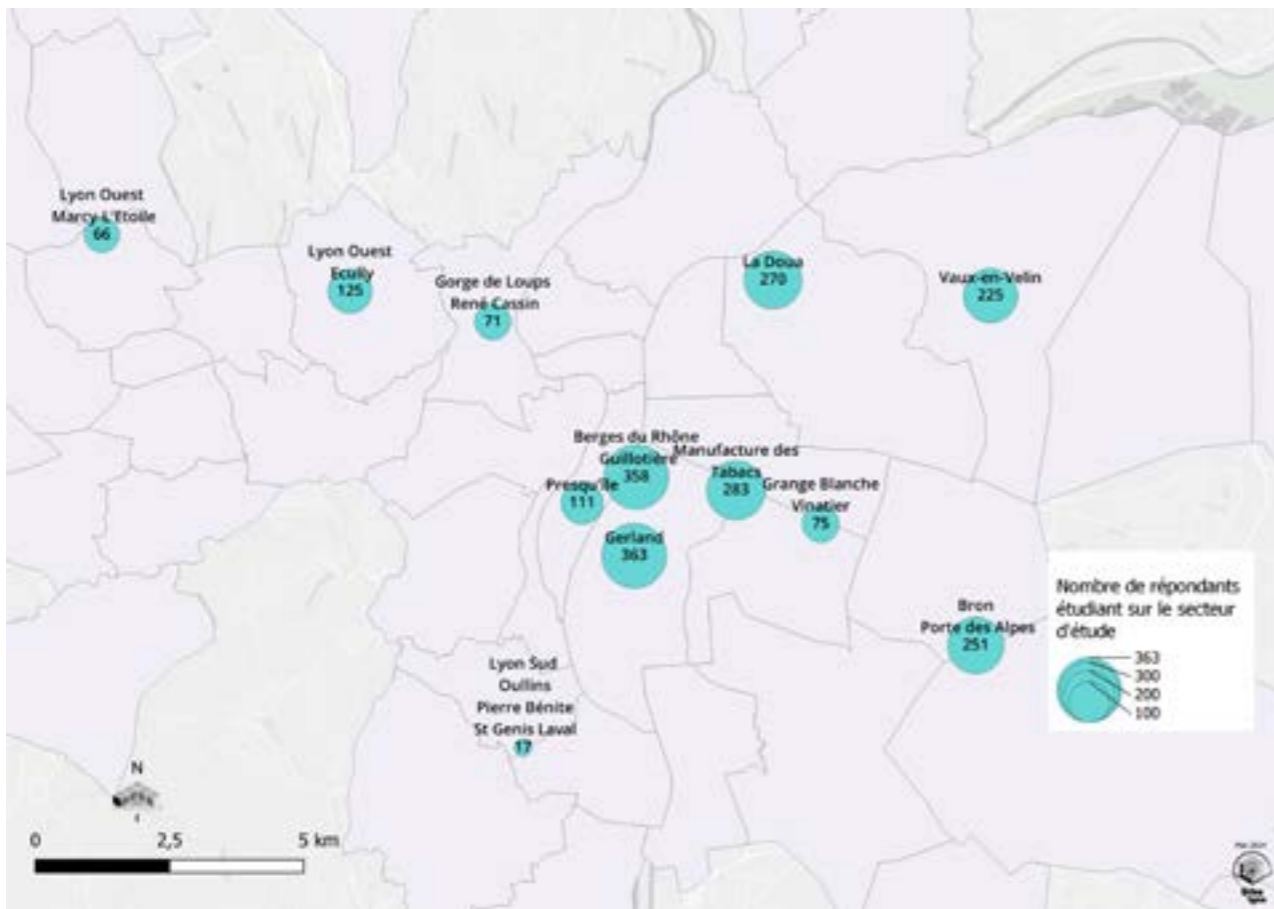 Lyon Ouest
Marcy L'Etoile
66
Lyon Ouest
Ecully
125
Gorge de Loups
René Cassin
71
La Doua
270
Vaux-en-Velin
225
Berges du Rhône
Guillotière
358
Manufacture des
Tabacs
283
Presqu'île
111
Grange Blanche
Vinatier
75
Gerland
363
Bron
Porte des Alpes
251
Lyon Sud
Oullins
Pierre Bénite
St Genis Laval
17
Nombre de répondants
étudiant sur le secteur
d'étude
363
300
200
100
N
0
2,5
5 km